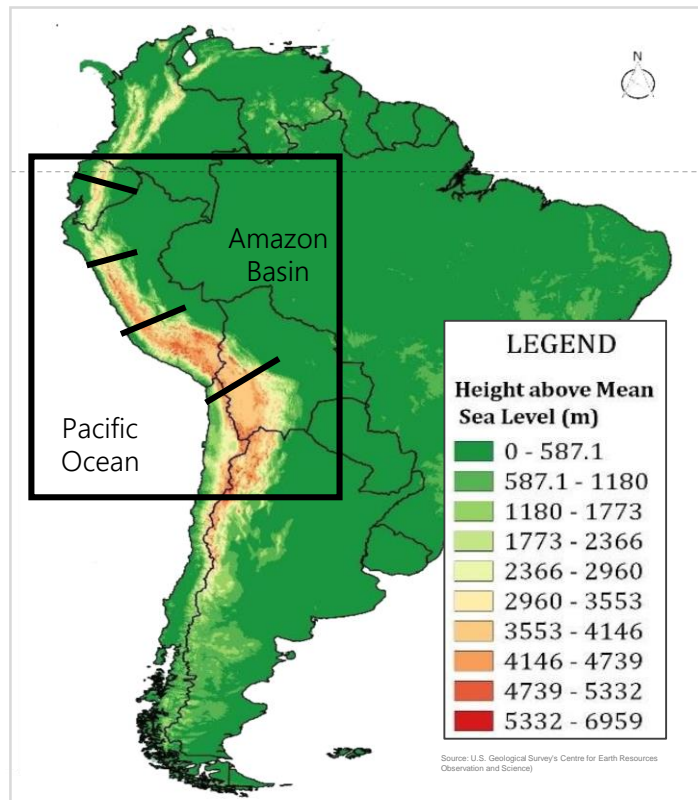 N
Amazon
Basin
Pacific
Ocean
LEGEND
Height above Mean
Sea Level (m)
0 - 587.1
587.1 - 1180
1180 - 1773
1773 - 2366
2366 - 2960
2960 - 3553
3553 - 4146
4146 - 4739
4739 - 5332
5332 - 6959
Source: U.S. Geological Survey's Centre for Earth Resources
Observation and Science)